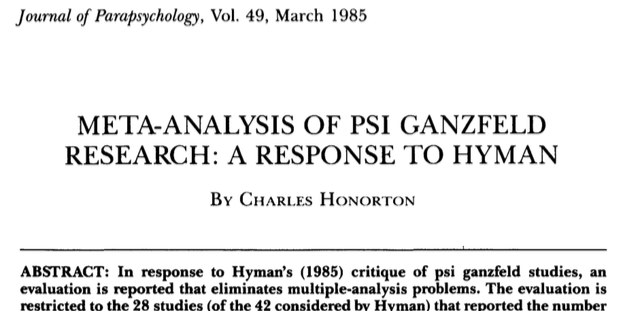 Journal of Parapsychology, Vol. 49, March 1985
META-ANALYSIS OF PSI GANZFELD
RESEARCH: A RESPONSE TO HYMAN
BY CHARLES HONORTON
ABSTRACT: In response to Hyman's (1985) critique of psi ganzfeld studies, an
evaluation is reported that eliminates multiple-analysis problems. The evaluation is
restricted to the 28 studies (of the 42 considered by Hyman) that reported the number